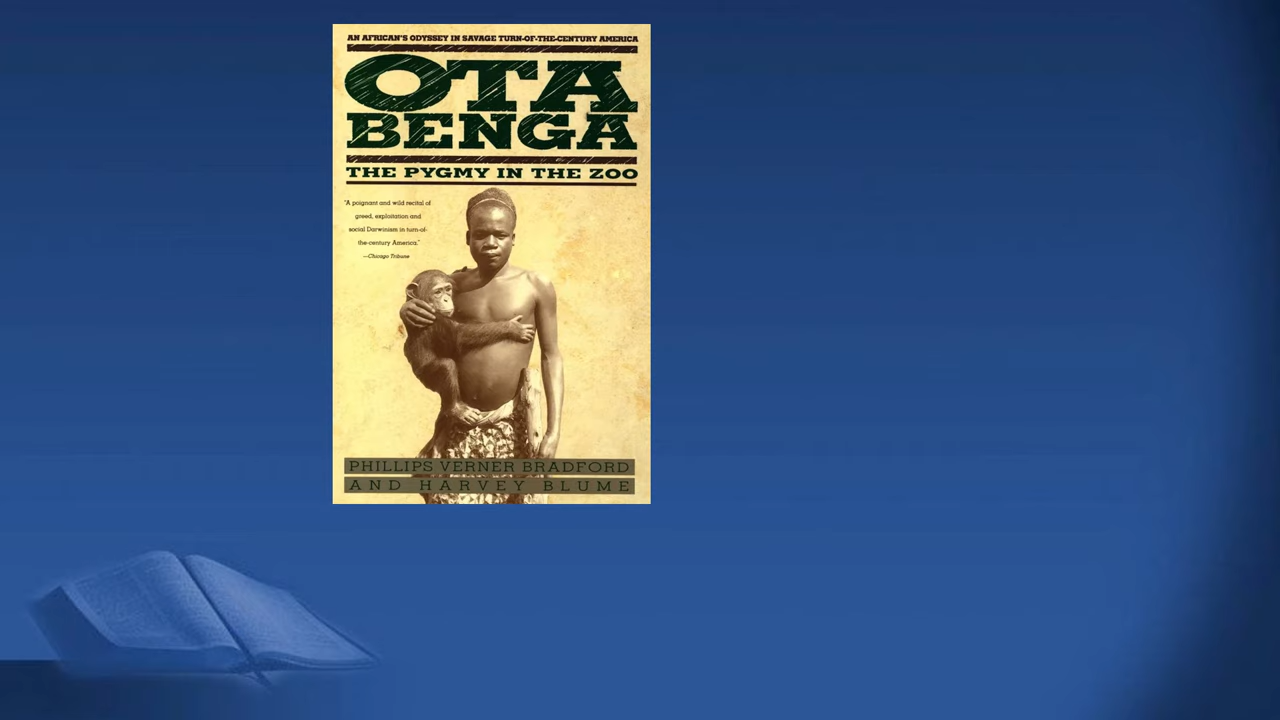 AN AFRICAN'S ODYSSEY IN SAVAGE TURN-OF-THE-CENTURY AMERICA
OTA
BENGA
THE PYGMY IN THE ZOO
"A poignant and wild recital of
greed, exploitation and
social Darwinism in turn-of-
the-century America."
—Chicago Tribune
PHILLIPS VERNER BRADFORD
AND HARVEY BLUME